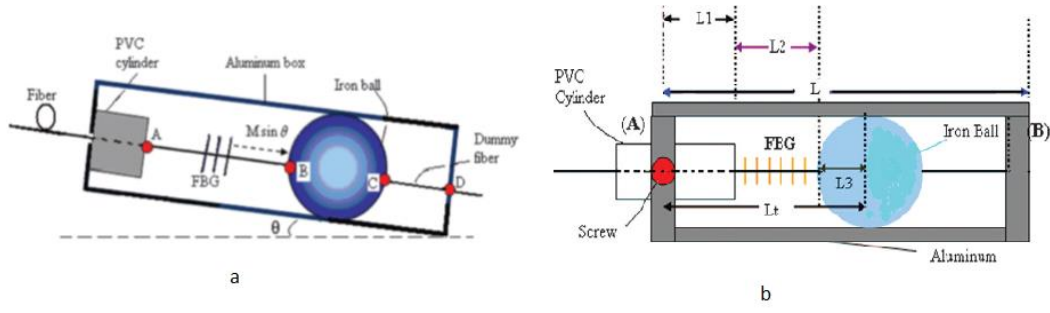 PVC
cylinder
Aluminum box
Iron ball
Fiber
A
M sin θ
FBG
B
C
Dummy
fiber
D
θ
a
L1
L2
L
PVC
Cylinder
(A)
(B)
FBG
Iron Ball
L3
Lt
Screw
Aluminum
b